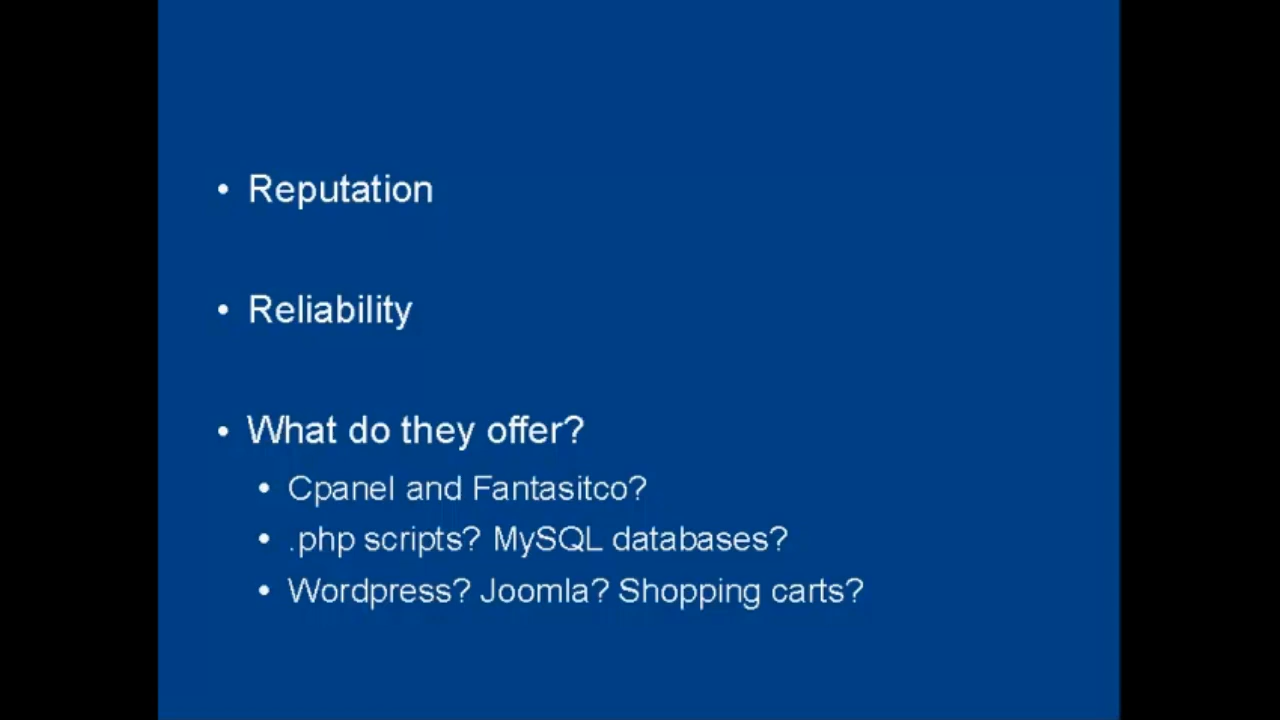 • Reputation
• Reliability
• What do they offer?
• Cpanel and Fantasitco?
• .php scripts? MySQL databases?
• Wordpress? Joomla? Shopping carts?